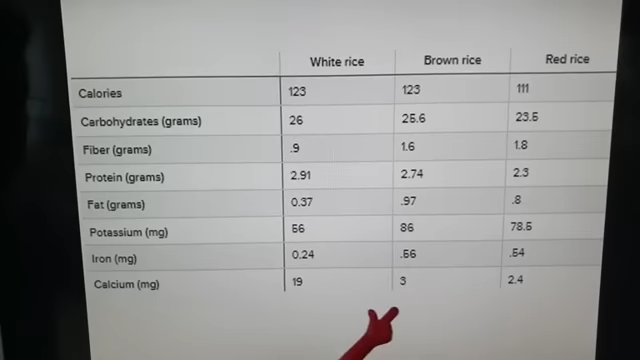 White rice Brown rice Red rice
Calories 123 123 111
Carbohydrates (grams) 26 25.6 23.5
Fiber (grams) .9 1.6 1.8
Protein (grams) 2.91 2.74 2.3
Fat (grams) 0.37 .97 .8
Potassium (mg) 56 86 78.5
Iron (mg) 0.24 .56 .54
Calcium (mg) 19 3 2.4